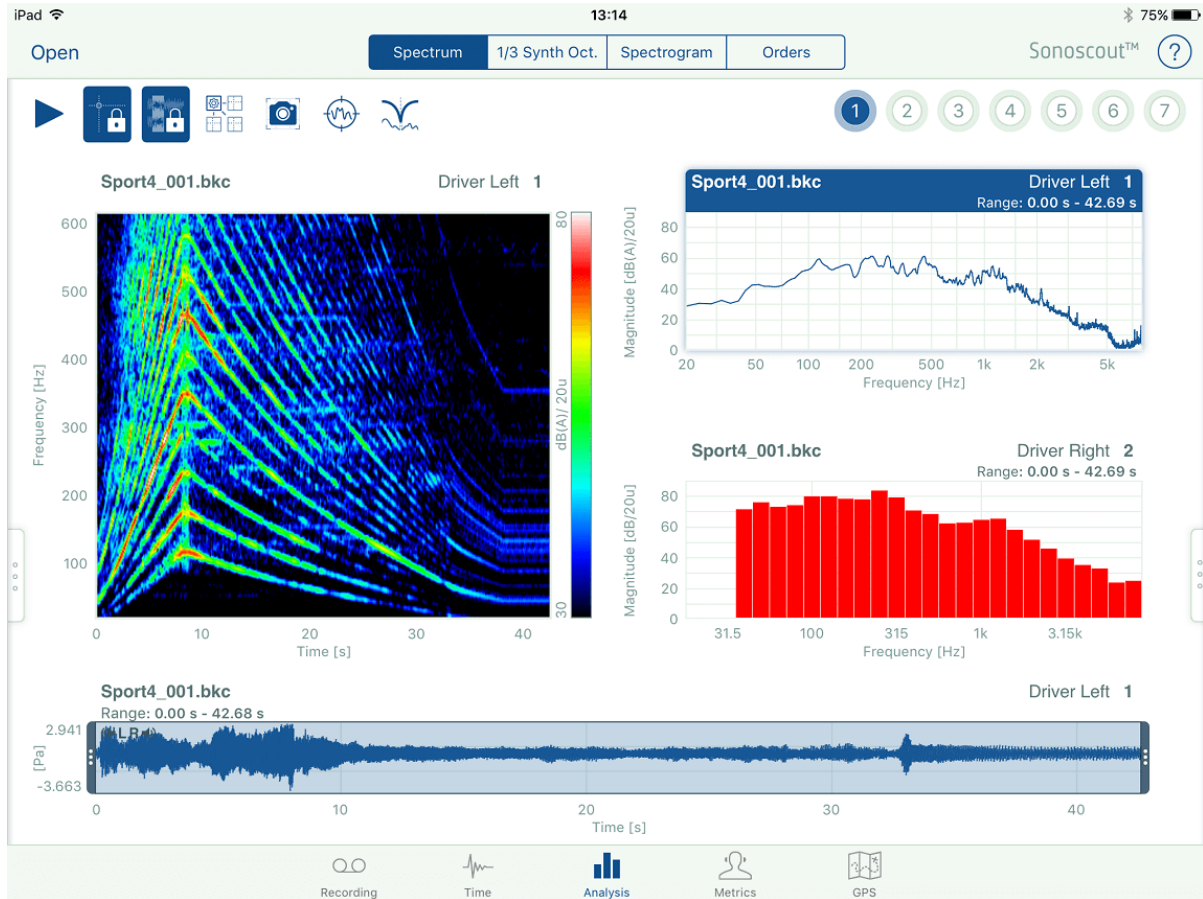 iPad 13:14 75%
Open Spectrum 1/3 Synth Oct. Spectrogram Orders Sonoscout™ ?
1 2 3 4 5 6 7
Sport4_001.bkc Driver Left 1
600
500
400
300
200
100
Frequency [Hz]
0 10 20 30 40
Time [s]
80
dB(A)/ 20u
30
Sport4_001.bkc Driver Left 1
Range: 0.00 s - 42.69 s
Magnitude [dB(A)/20u]
80
60
40
20
0
20 50 100 200 500 1k 2k 5k
Frequency [Hz]
Sport4_001.bkc Driver Right 2
Range: 0.00 s - 42.69 s
Magnitude [dB/20u]
80
60
40
20
0
31.5 100 315 1k 3.15k
Frequency [Hz]
Sport4_001.bkc Driver Left 1
Range: 0.00 s - 42.68 s
L R
2.941
[Pa]
-3.663
0 10 20 30 40
Time [s]
Recording Time Analysis Metrics GPS